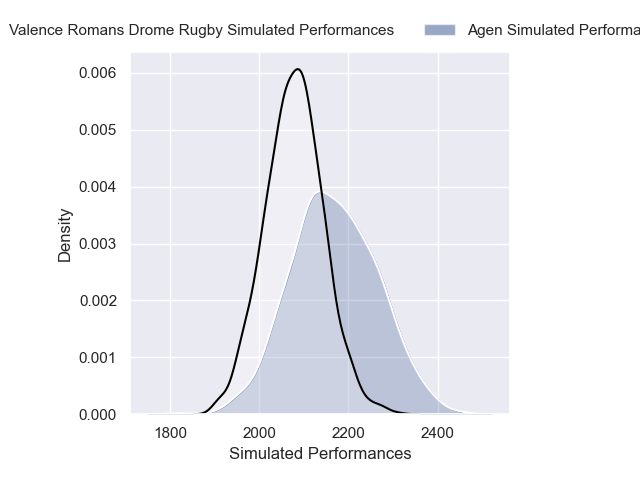 Valence Romans Drome Rugby Simulated Performances
Agen Simulated Performa
0.006
0.005
0.004
0.003
0.002
0.001
0.000
Density
1800 2000 2200 2400
Simulated Performances